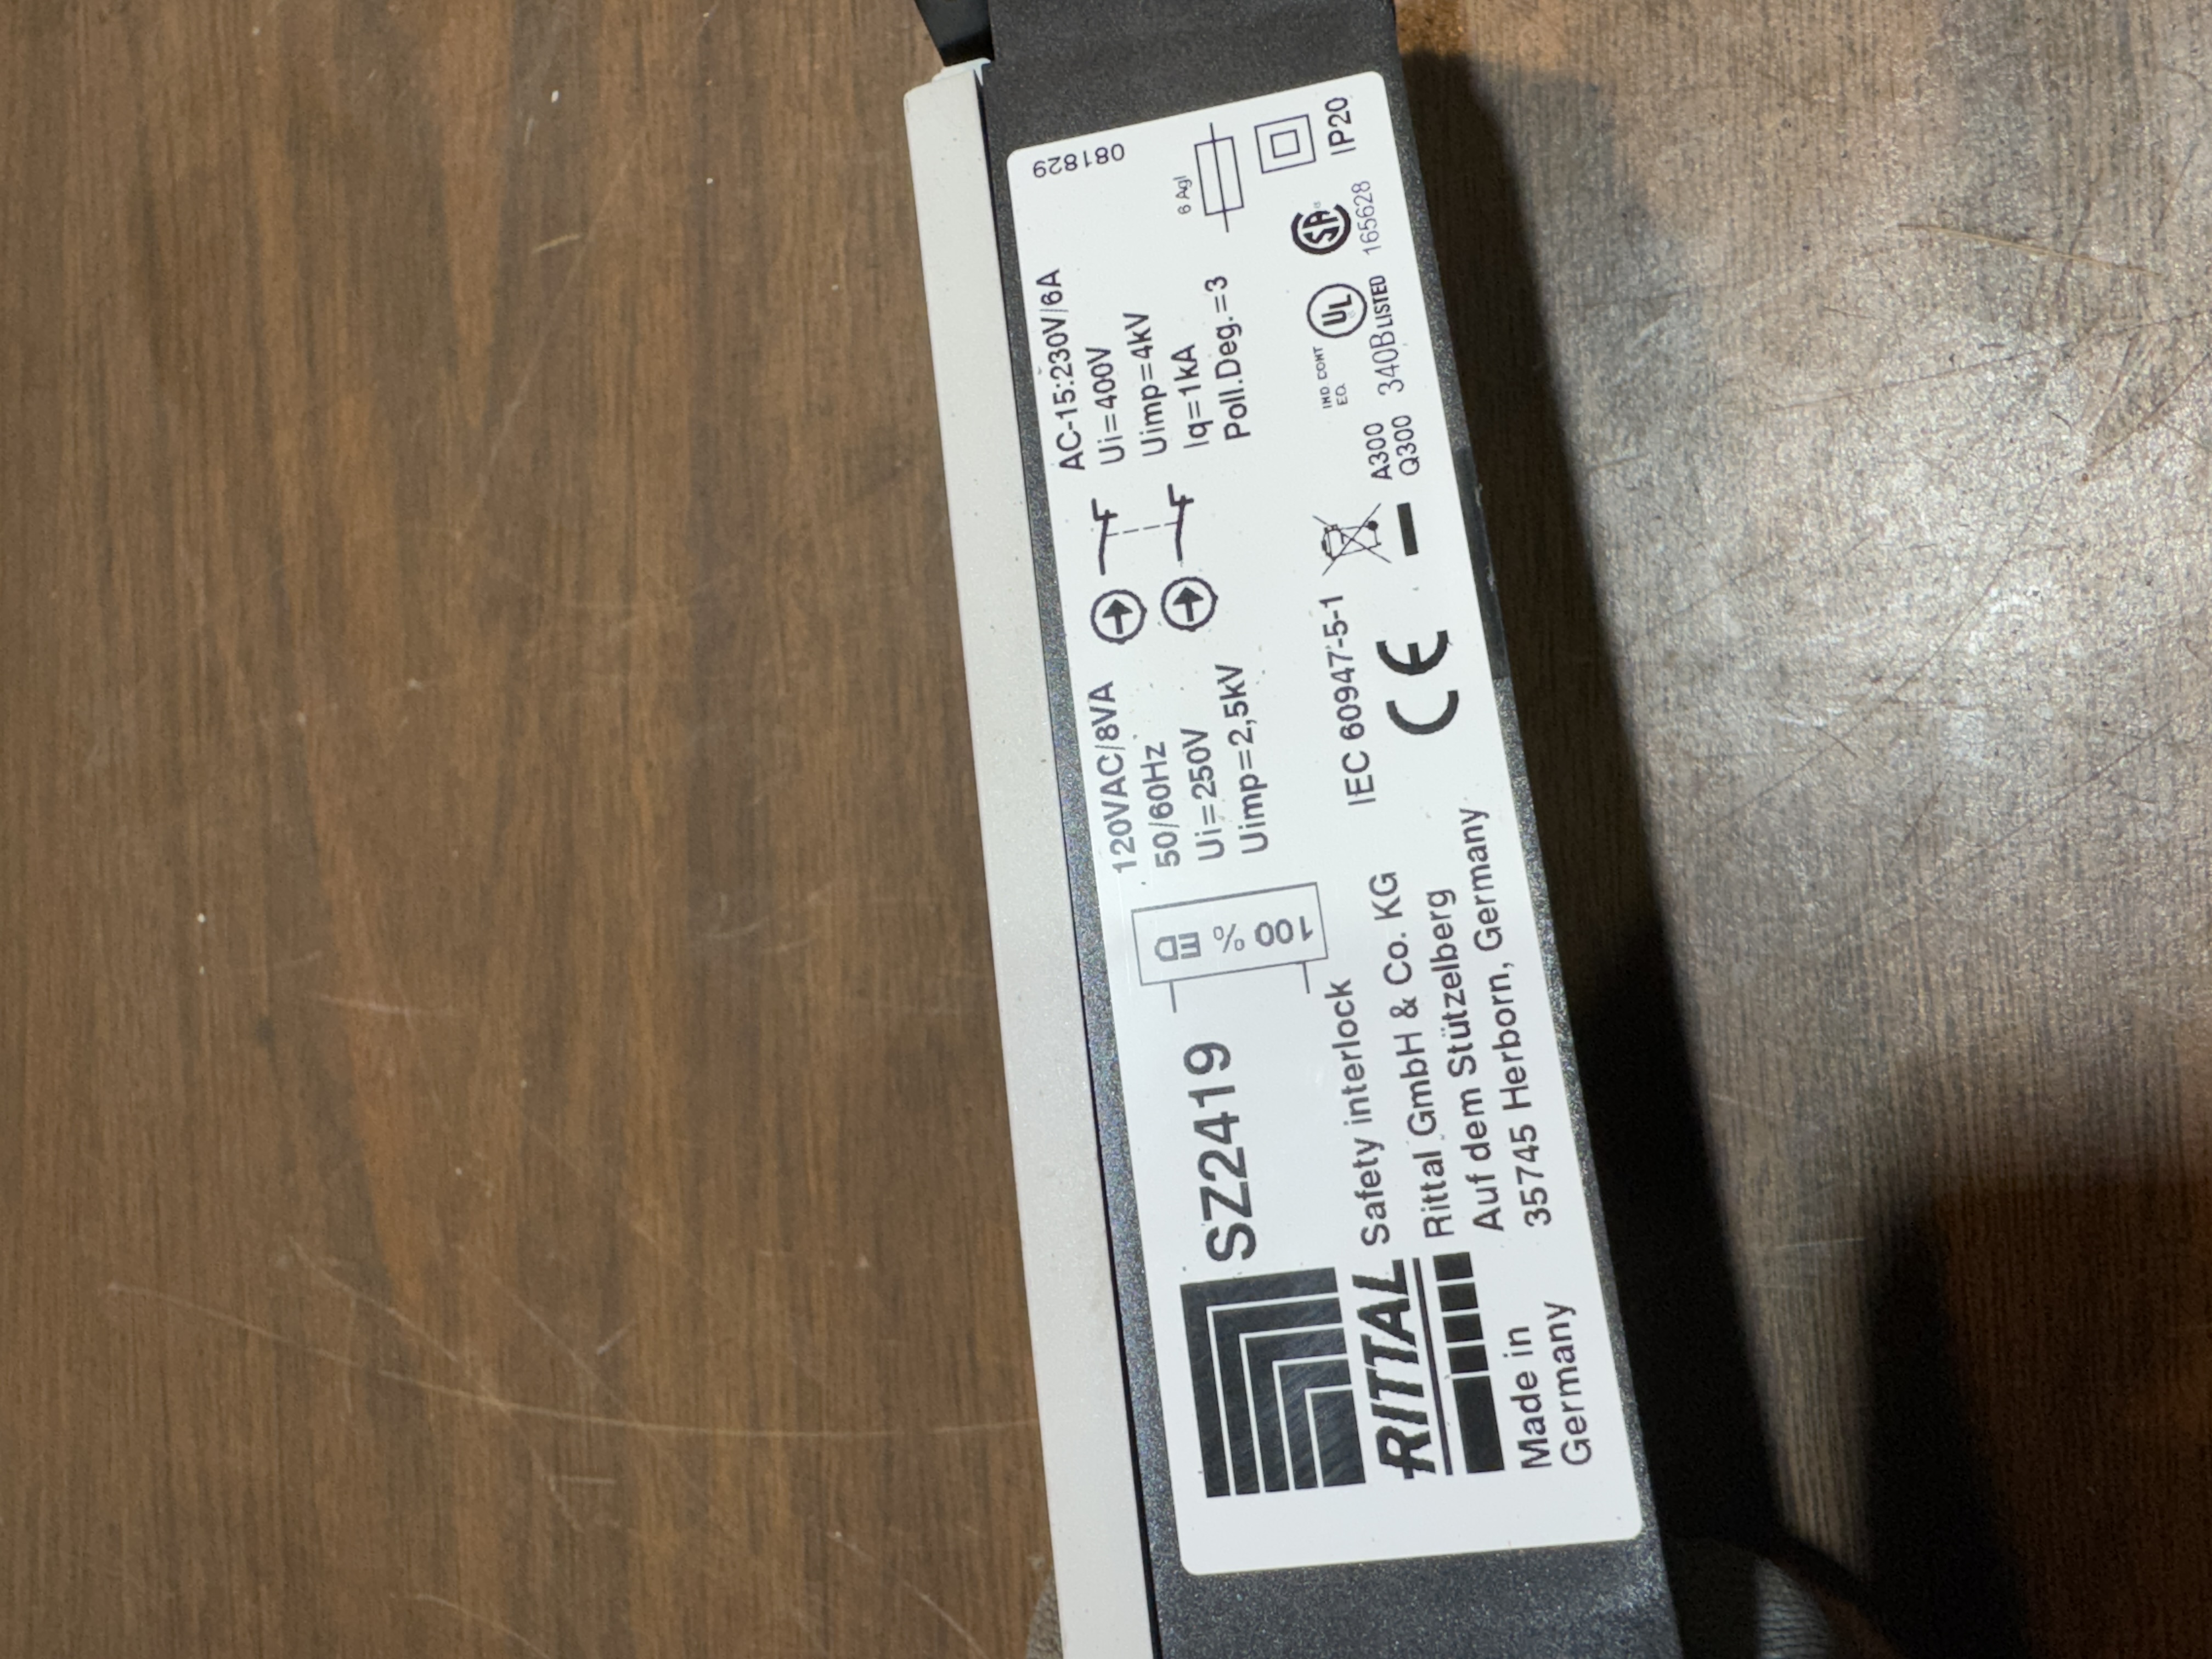 SZ2419
RITTAL
Made in
Germany
Safety interlock
Rittal GmbH & Co. KG
Auf dem Stützelberg
35745 Herborn, Germany
100
%
ED
120VAC/8VA
50/60Hz
Ui=250V
Uimp=2,5kV
IEC 60947-5-1
CE
AC-15:230V/6A
Ui=400V
Uimp=4kV
Iq=1kA
Poll.Deg.=3
A300
Q300
IND CONT
EQ.
UL
340B LISTED
SA
165628
6 Agl
IP20
081829